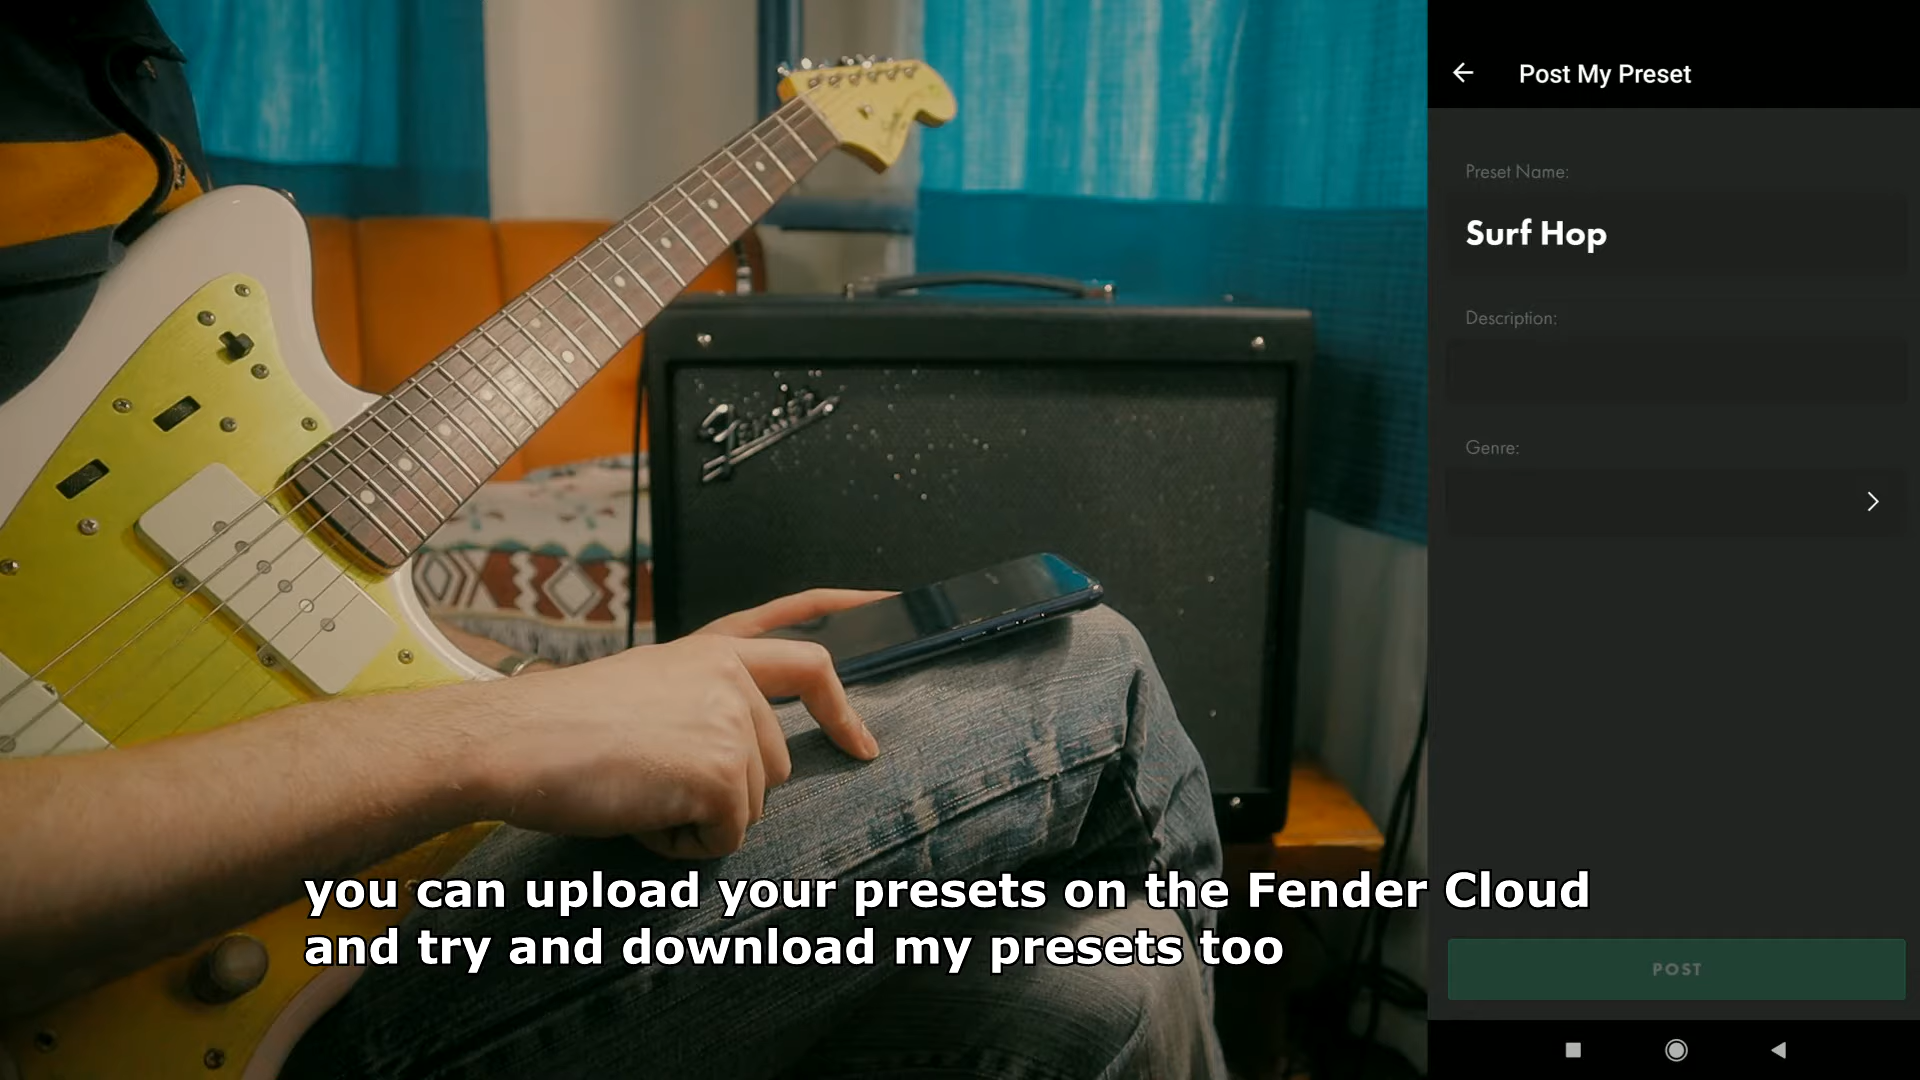 Post My Preset
Preset Name:
Surf Hop
Description:
Genre:
Fender
you can upload your presets on the Fender Cloud
and try and download my presets too
POST